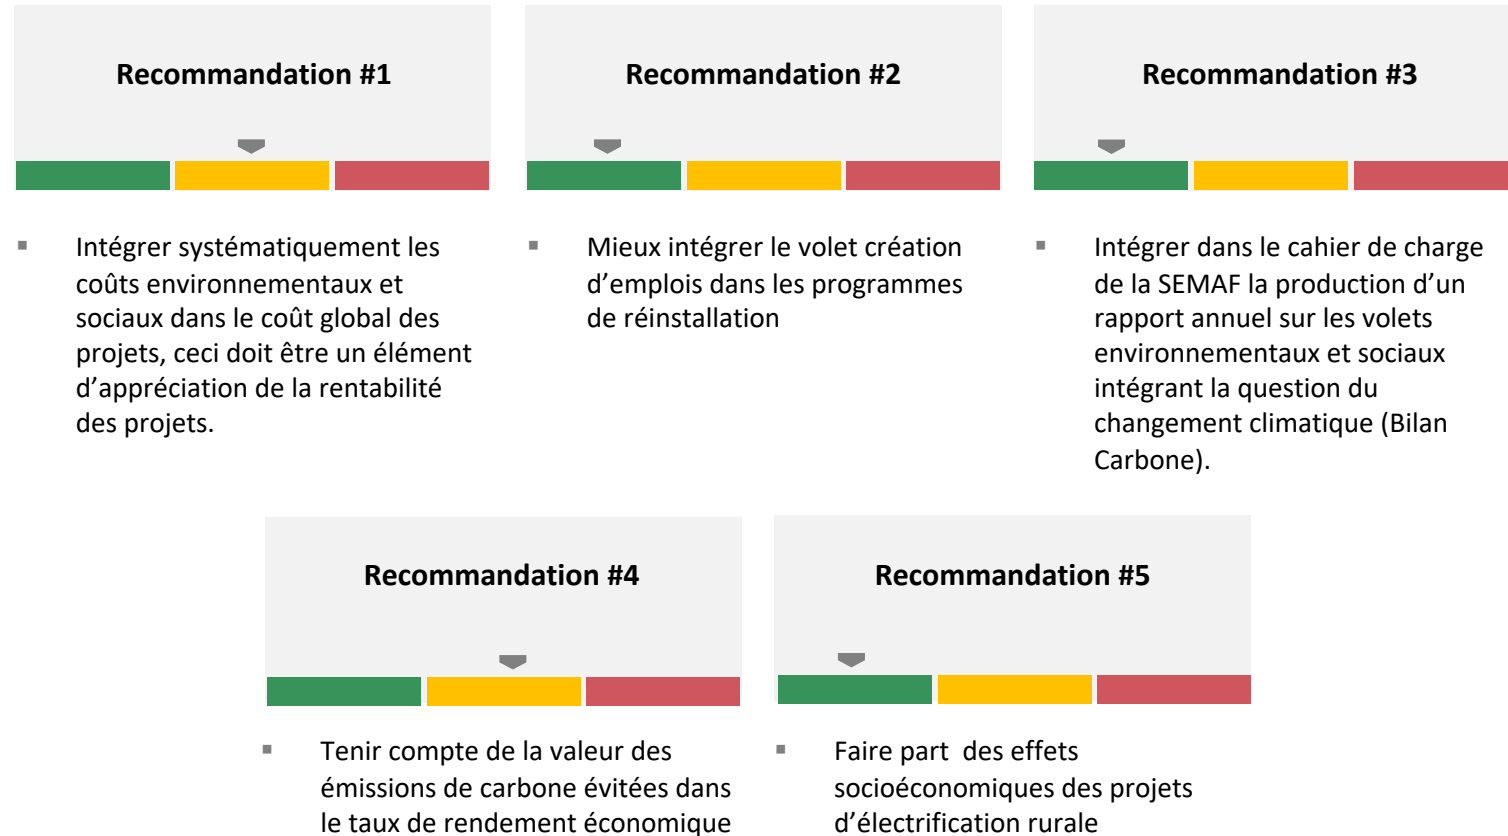 Recommandation #1
Intégrer systématiquement les
coûts environnementaux et
sociaux dans le coût global des
projets, ceci doit être un élément
d’appréciation de la rentabilité
des projets.
Recommandation #2
Mieux intégrer le volet création
d’emplois dans les programmes
de réinstallation
Recommandation #3
Intégrer dans le cahier de charge
de la SEMAF la production d’un
rapport annuel sur les volets
environnementaux et sociaux
intégrant la question du
changement climatique (Bilan
Carbone).
Recommandation #4
Tenir compte de la valeur des
émissions de carbone évitées dans
le taux de rendement économique
Recommandation #5
Faire part  des effets
socioéconomiques des projets
d’électrification rurale